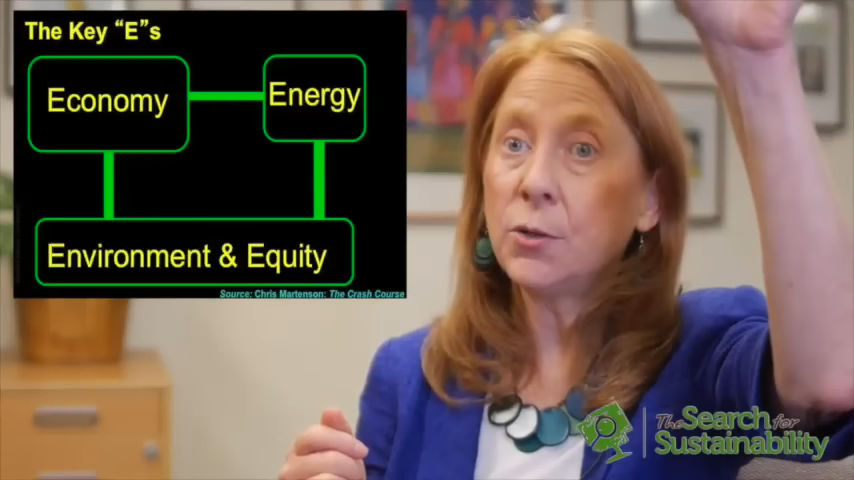 The Key “E”s
Economy
Energy
Environment & Equity
Source: Chris Martenson: The Crash Course
The Search for
Sustainability